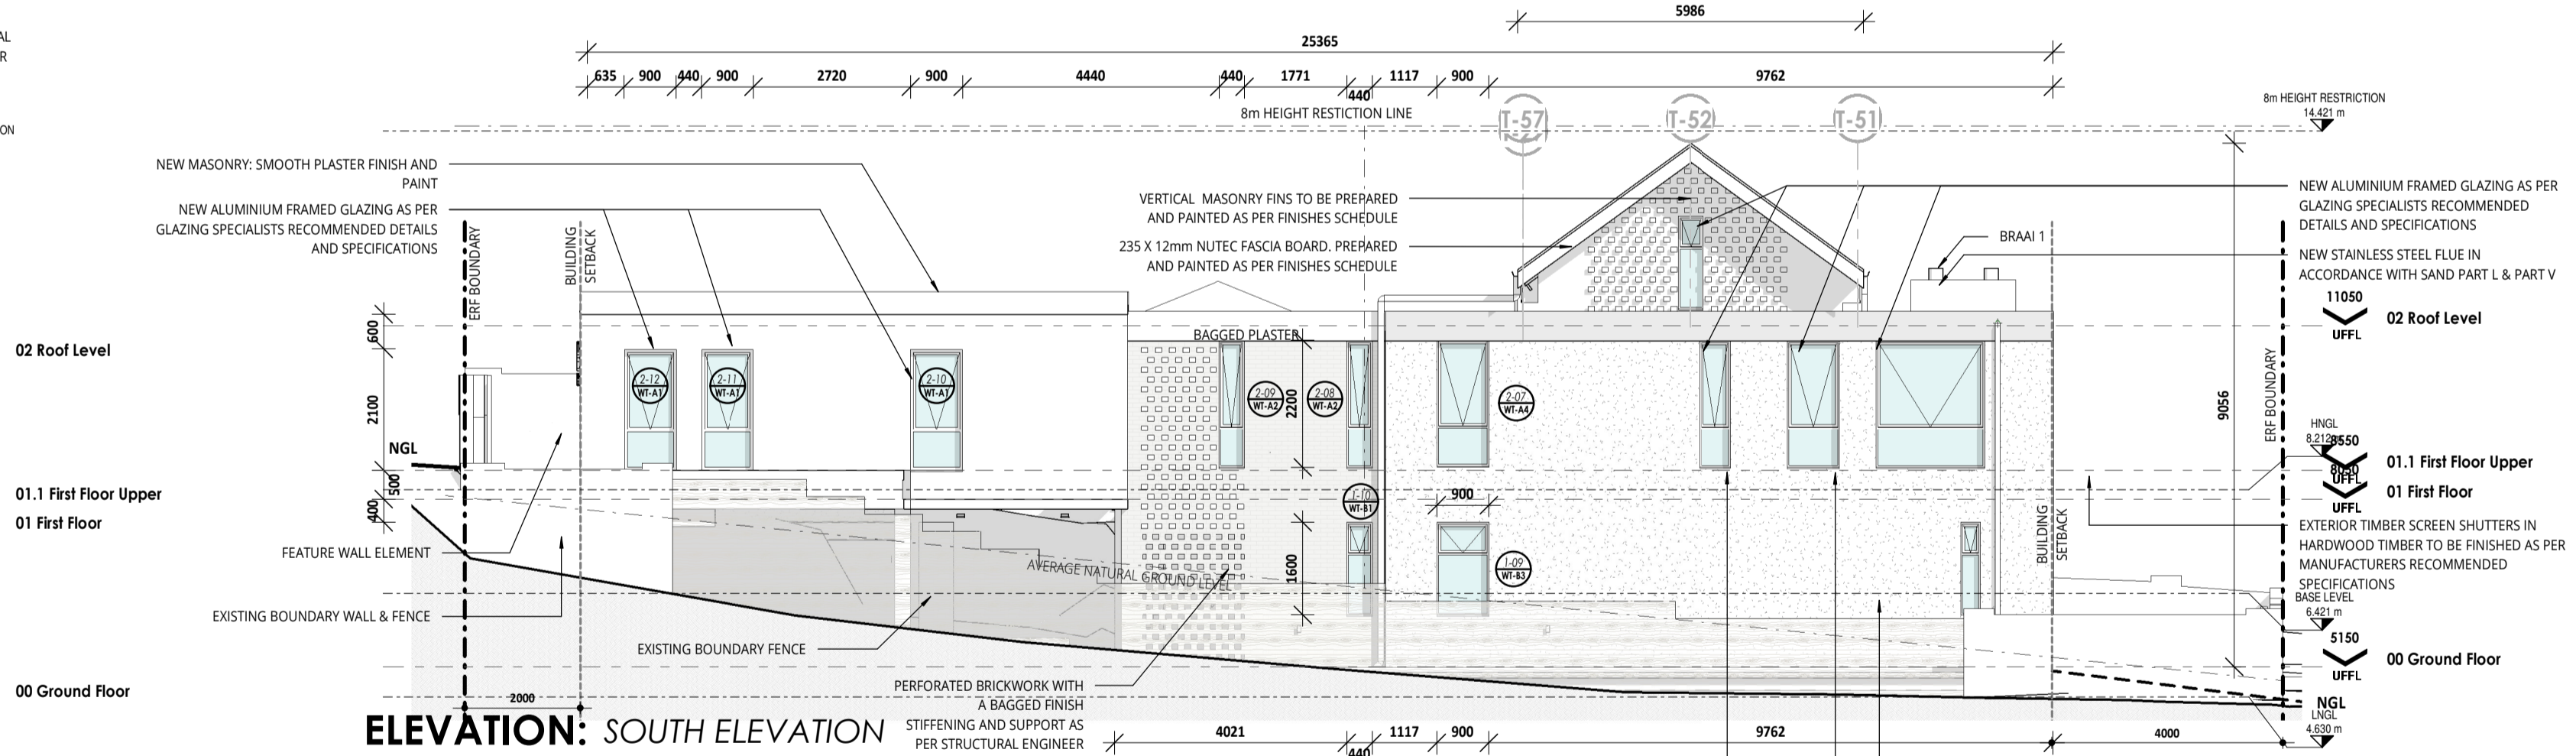 5986
25365
635 900 440 900 2720 900 4440 440 1771 440 1117 900 9762
8m HEIGHT RESTICTION LINE
T-57
T-52
T-51
8m HEIGHT RESTRICTION
14.421 m
AL
R
ON
NEW MASONRY: SMOOTH PLASTER FINISH AND
PAINT
NEW ALUMINIUM FRAMED GLAZING AS PER
GLAZING SPECIALISTS RECOMMENDED DETAILS
AND SPECIFICATIONS
ERF BOUNDARY
BUILDING
SETBACK
VERTICAL MASONRY FINS TO BE PREPARED
AND PAINTED AS PER FINISHES SCHEDULE
235 X 12mm NUTEC FASCIA BOARD. PREPARED
AND PAINTED AS PER FINISHES SCHEDULE
NEW ALUMINIUM FRAMED GLAZING AS PER
GLAZING SPECIALISTS RECOMMENDED
DETAILS AND SPECIFICATIONS
BRAAI 1
NEW STAINLESS STEEL FLUE IN
ACCORDANCE WITH SAND PART L & PART V
11050
UFFL
02 Roof Level
02 Roof Level
600
2100
500
400
BAGGED PLASTER
2-12
WT-A1
2-11
WT-A1
2-10
WT-A1
2-09
WT-A2
2200
2-08
WT-A2
2-07
WT-A4
9056
ERF BOUNDARY
NGL
HNGL
8.212
8550
UFFL
01.1 First Floor Upper
8050
UFFL
01 First Floor
01.1 First Floor Upper
01 First Floor
1-10
WT-B1
900
1600
1-09
WT-B3
BUILDING
SETBACK
EXTERIOR TIMBER SCREEN SHUTTERS IN
HARDWOOD TIMBER TO BE FINISHED AS PER
MANUFACTURERS RECOMMENDED
SPECIFICATIONS
FEATURE WALL ELEMENT
AVERAGE NATURAL GROUND LEVEL
EXISTING BOUNDARY WALL & FENCE
BASE LEVEL
6.421 m
5150
UFFL
00 Ground Floor
EXISTING BOUNDARY FENCE
00 Ground Floor
2000
PERFORATED BRICKWORK WITH
A BAGGED FINISH
STIFFENING AND SUPPORT AS
PER STRUCTURAL ENGINEER
NGL
LNGL
4.630 m
ELEVATION: SOUTH ELEVATION
4021 440 1117 900 9762 4000